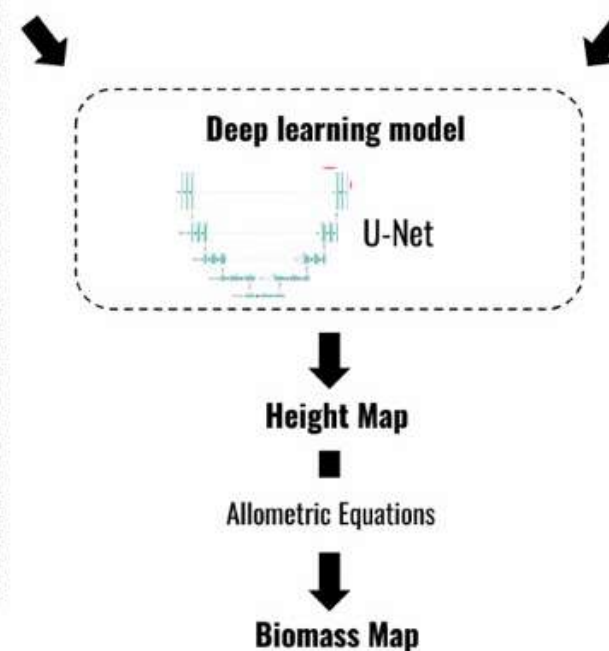 Deep learning model
U-Net
Height Map
Allometric Equations
Biomass Map